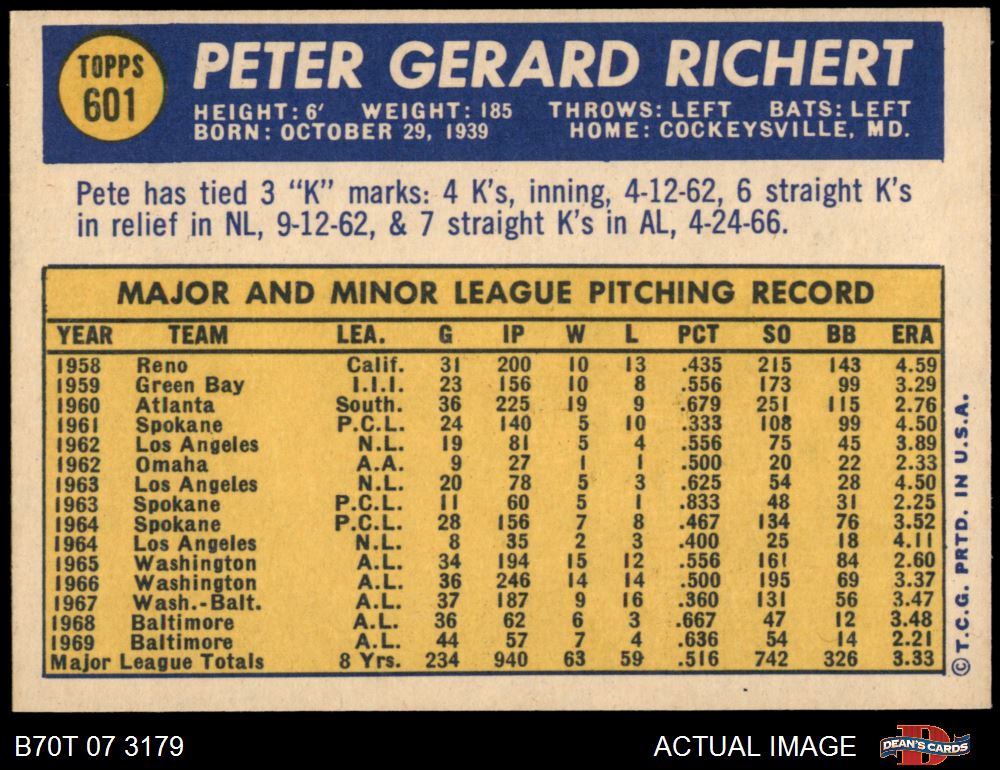 TOPPS
601
PETER GERARD RICHERT
HEIGHT: 6' WEIGHT: 185 THROWS: LEFT BATS: LEFT
BORN: OCTOBER 29, 1939 HOME: COCKEYSVILLE, MD.
Pete has tied 3 “K” marks: 4 K's, inning, 4-12-62, 6 straight K's
in relief in NL, 9-12-62, & 7 straight K's in AL, 4-24-66.
MAJOR AND MINOR LEAGUE PITCHING RECORD
YEAR TEAM LEA. G IP W L PCT SO BB ERA
1958 Reno Calif. 31 200 10 13 .435 215 143 4.59
1959 Green Bay I.I.I. 23 156 10 8 .556 173 99 3.29
1960 Atlanta South. 36 225 19 9 .679 251 115 2.76
1961 Spokane P.C.L. 24 140 5 10 .333 108 99 4.50
1962 Los Angeles N.L. 19 81 5 4 .556 75 45 3.89
1962 Omaha A.A. 9 27 1 1 .500 20 22 2.33
1963 Los Angeles N.L. 20 78 5 3 .625 54 28 4.50
1963 Spokane P.C.L. 11 60 5 1 .833 48 31 2.25
1964 Spokane P.C.L. 28 156 7 8 .467 134 76 3.52
1964 Los Angeles N.L. 8 35 2 3 .400 25 18 4.11
1965 Washington A.L. 34 194 15 12 .556 161 84 2.60
1966 Washington A.L. 36 246 14 14 .500 195 69 3.37
1967 Wash.-Balt. A.L. 37 187 9 16 .360 131 56 3.47
1968 Baltimore A.L. 36 62 6 3 .667 47 12 3.48
1969 Baltimore A.L. 44 57 7 4 .636 54 14 2.21
Major League Totals 8 Yrs. 234 940 63 59 .516 742 326 3.33
© T.C.G. PRTD. IN U.S.A.
B70T 07 3179
ACTUAL IMAGE
DEAN'S CARDS